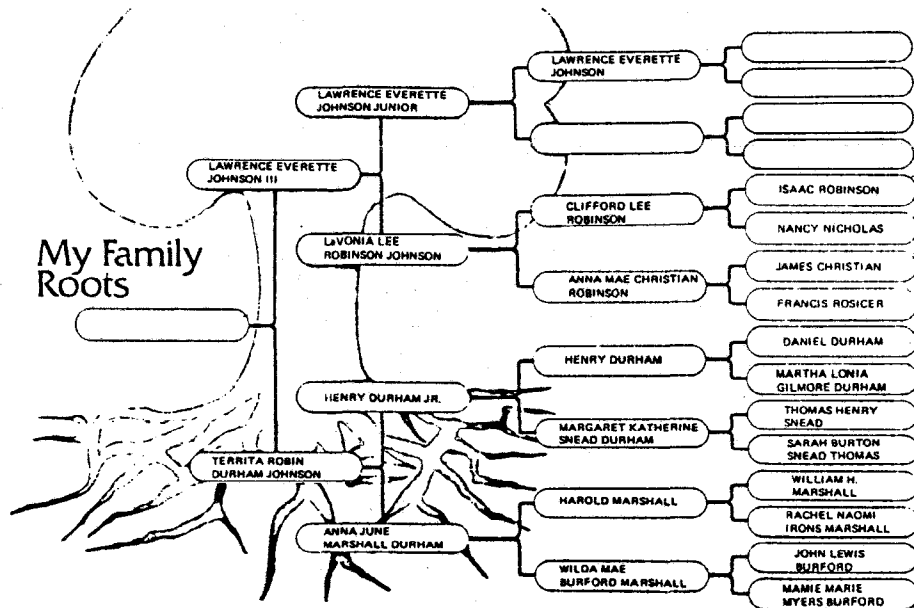 My Family
Roots
LAWRENCE EVERETTE
JOHNSON III
TERRITA ROBIN
DURHAM JOHNSON
LAWRENCE EVERETTE
JOHNSON JUNIOR
LaVONIA LEE
ROBINSON JOHNSON
HENRY DURHAM JR.
ANNA JUNE
MARSHALL DURHAM
LAWRENCE EVERETTE
JOHNSON
CLIFFORD LEE
ROBINSON
ANNA MAE CHRISTIAN
ROBINSON
HENRY DURHAM
MARGARET KATHERINE
SNEAD DURHAM
HAROLD MARSHALL
WILDA MAE
BURFORD MARSHALL
ISAAC ROBINSON
NANCY NICHOLAS
JAMES CHRISTIAN
FRANCIS ROSICER
DANIEL DURHAM
MARTHA LONIA
GILMORE DURHAM
THOMAS HENRY
SNEAD
SARAH BURTON
SNEAD THOMAS
WILLIAM H.
MARSHALL
RACHEL NAOMI
IRONS MARSHALL
JOHN LEWIS
BURFORD
MAMIE MARIE
MYERS BURFORD